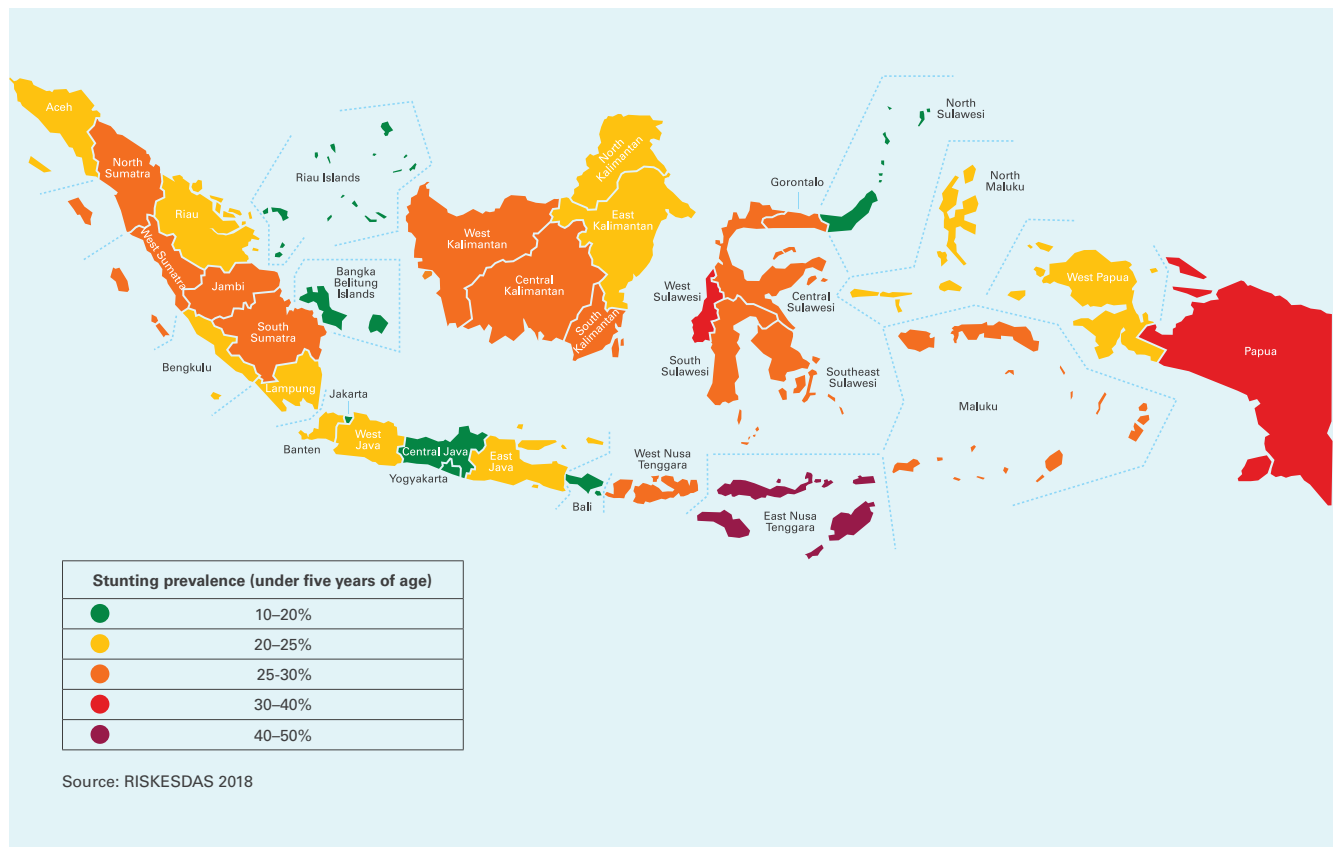 Aceh
North
Sumatra
Riau
West Sumatra
Jambi
South
Sumatra
Bengkulu
Lampung
Riau Islands
Bangka
Belitung
Islands
Jakarta
Banten
West
Java
Central Java
Yogyakarta
East
Java
Bali
West Nusa
Tenggara
East Nusa
Tenggara
West
Kalimantan
Central
Kalimantan
South
Kalimantan
North
Kalimantan
East
Kalimantan
Gorontalo
North
Sulawesi
West
Sulawesi
Central
Sulawesi
South
Sulawesi
Southeast
Sulawesi
North
Maluku
Maluku
West Papua
Papua
Stunting prevalence (under five years of age)
10–20%
20–25%
25-30%
30–40%
40–50%
Source: RISKESDAS 2018